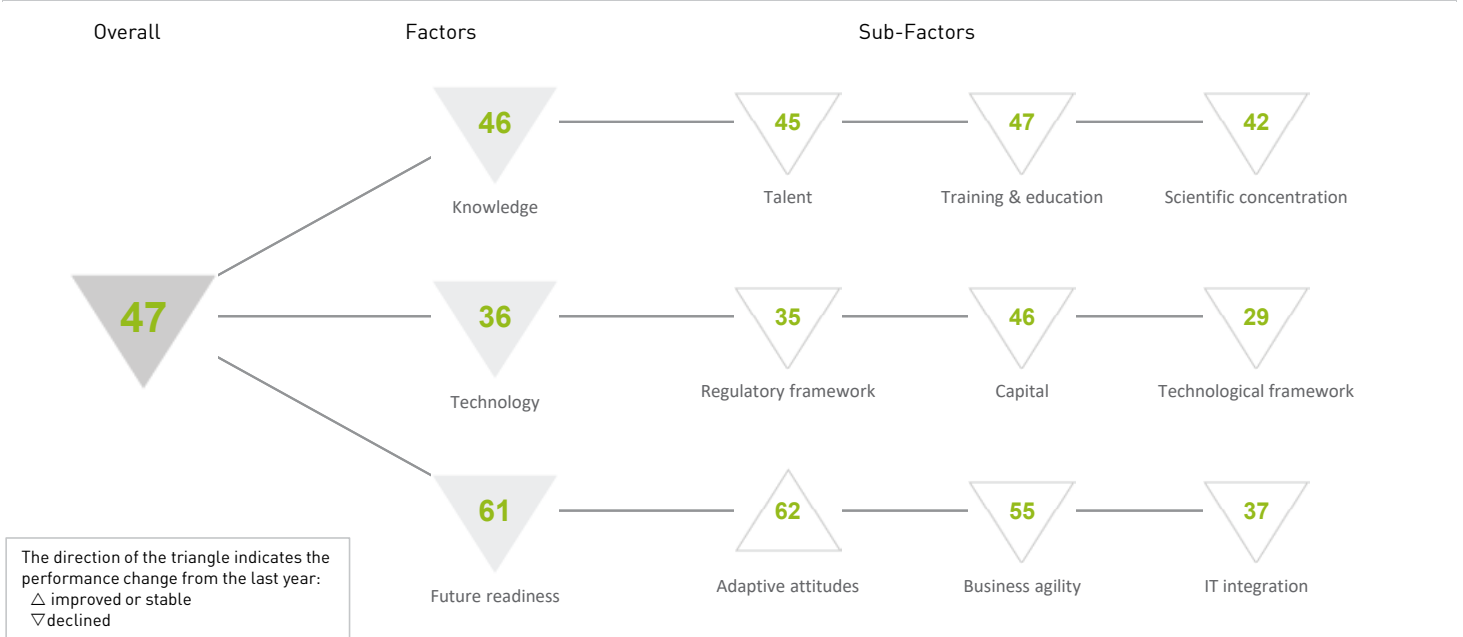 Overall
Factors
Sub-Factors
46
45
47
42
Knowledge
Talent
Training & education
Scientific concentration
47
36
35
46
29
Technology
Regulatory framework
Capital
Technological framework
61
62
55
37
Future readiness
Adaptive attitudes
Business agility
IT integration
The direction of the triangle indicates the
performance change from the last year:
△ improved or stable
▽ declined